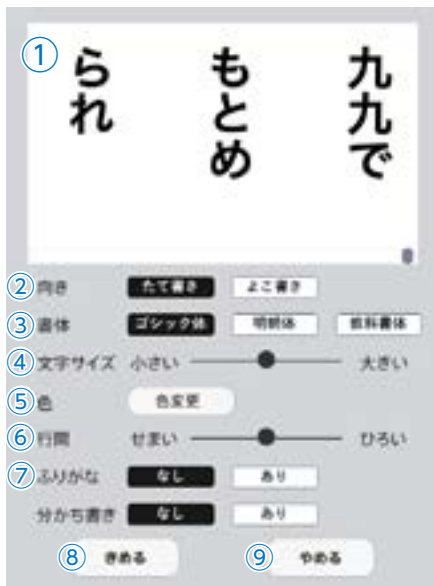 ①
九九で
もとめ
られ
② 向き たて書き よこ書き
③ 書体 ゴシック体 明朝体 教科書体
④ 文字サイズ 小さい 大きい
⑤ 色 色変更
⑥ 行間 せまい ひろい
⑦ ふりがな なし あり
分かち書き なし あり
⑧ きめる ⑨ やめる